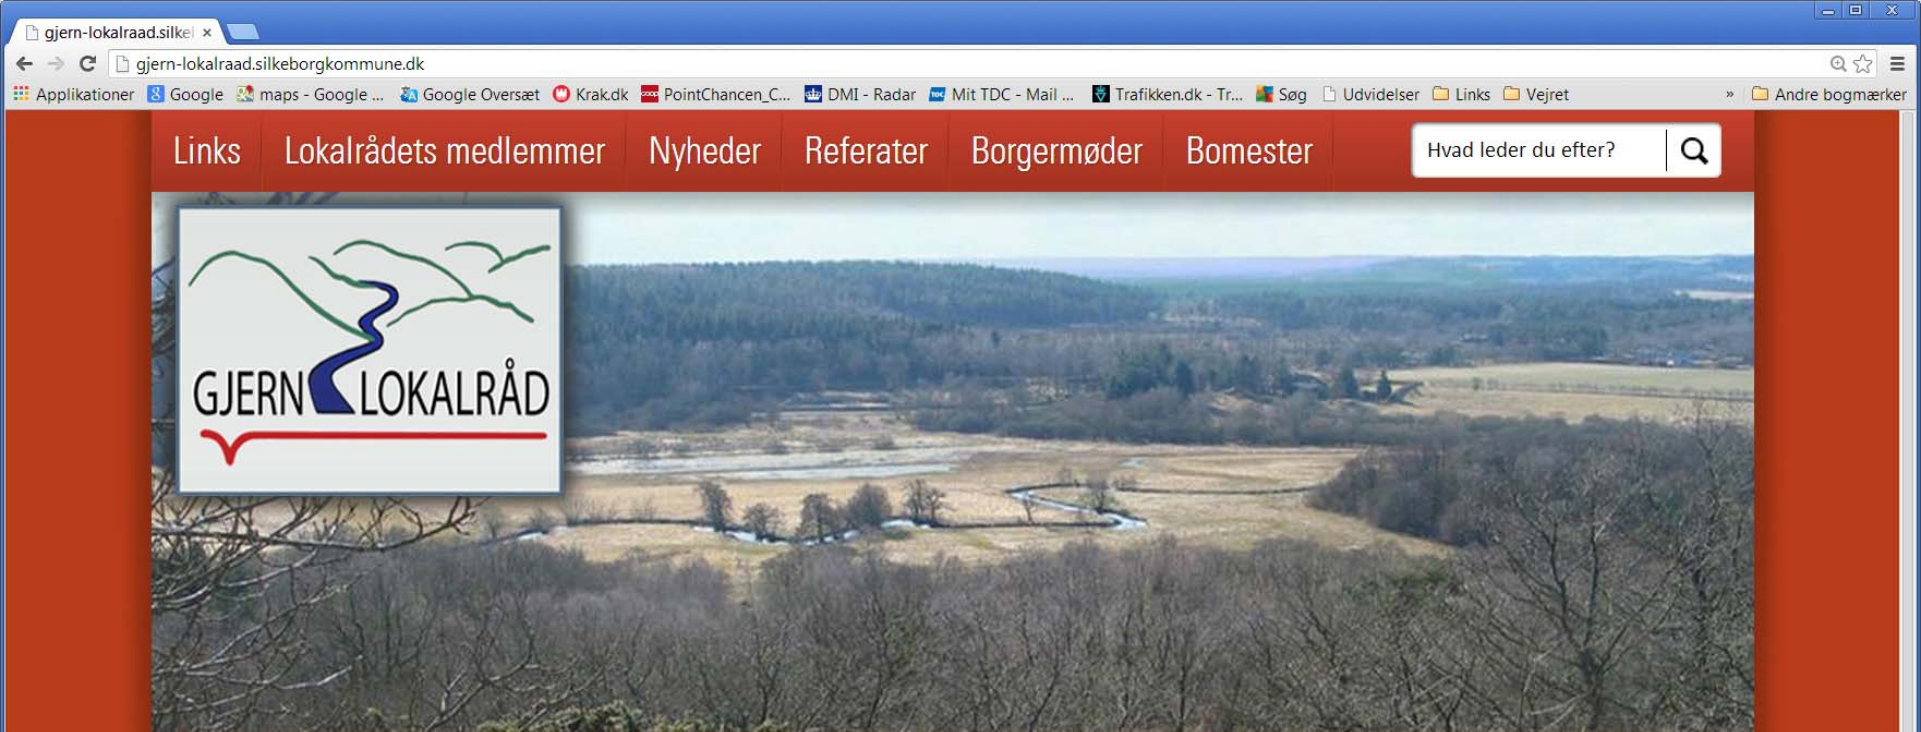 gjern-lokalraad.silkel
gjern-lokalraad.silkeborgkommune.dk
Applikationer Google maps - Google ... Google Oversæt Krak.dk PointChancen_C... DMI - Radar Mit TDC - Mail ... Trafikken.dk - Tr... Søg Udvidelser Links Vejret » Andre bogmærker
Links Lokalrådets medlemmer Nyheder Referater Borgermøder Bomester Hvad leder du efter?
GJERN LOKALRÅD